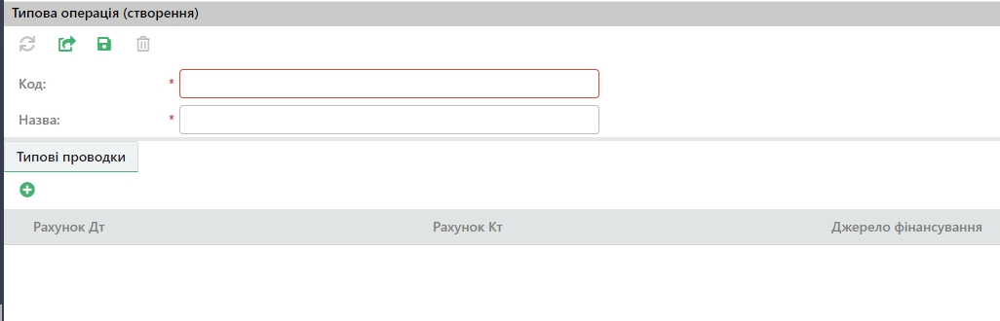 Типова операція (створення)
Код: *
Назва: *
Типові проводки
Рахунок Дт Рахунок Кт Джерело фінансування